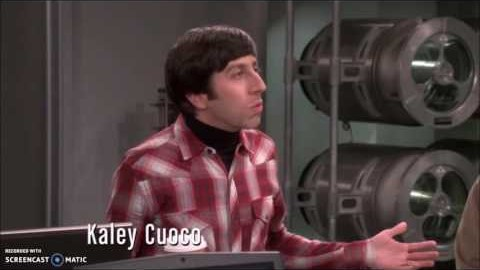 Kaley Cuoco
RECORDED WITH
SCREENCAST MATIC